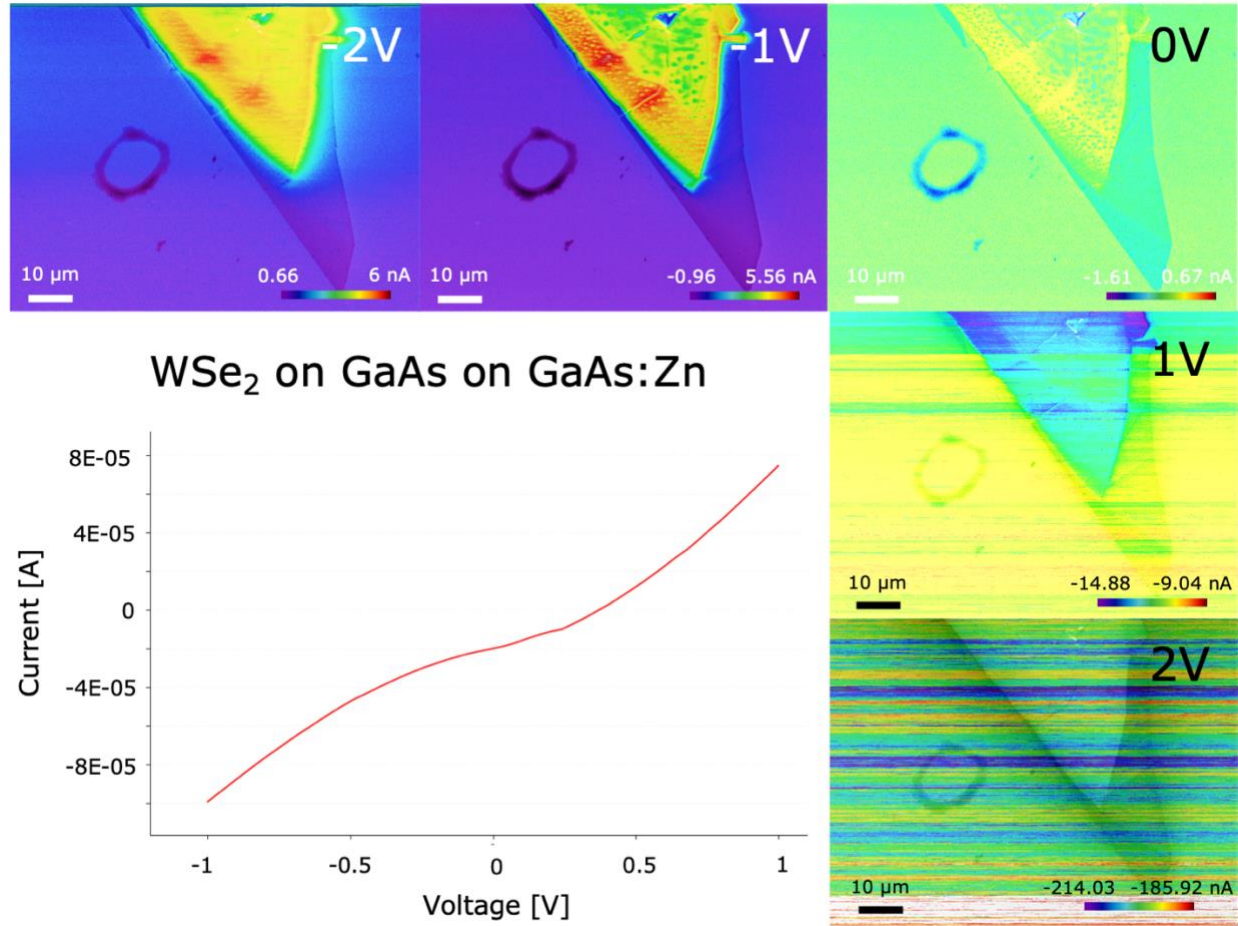 -2V
-1V
0V
10 µm
0.66 6 nA
10 µm
-0.96 5.56 nA
10 µm
-1.61 0.67 nA
WSe₂ on GaAs on GaAs:Zn
1V
10 µm
-14.88 -9.04 nA
2V
10 µm
-214.03 -185.92 nA
Current [A]
8E-05
4E-05
0
-4E-05
-8E-05
-1 -0.5 0 0.5 1
Voltage [V]